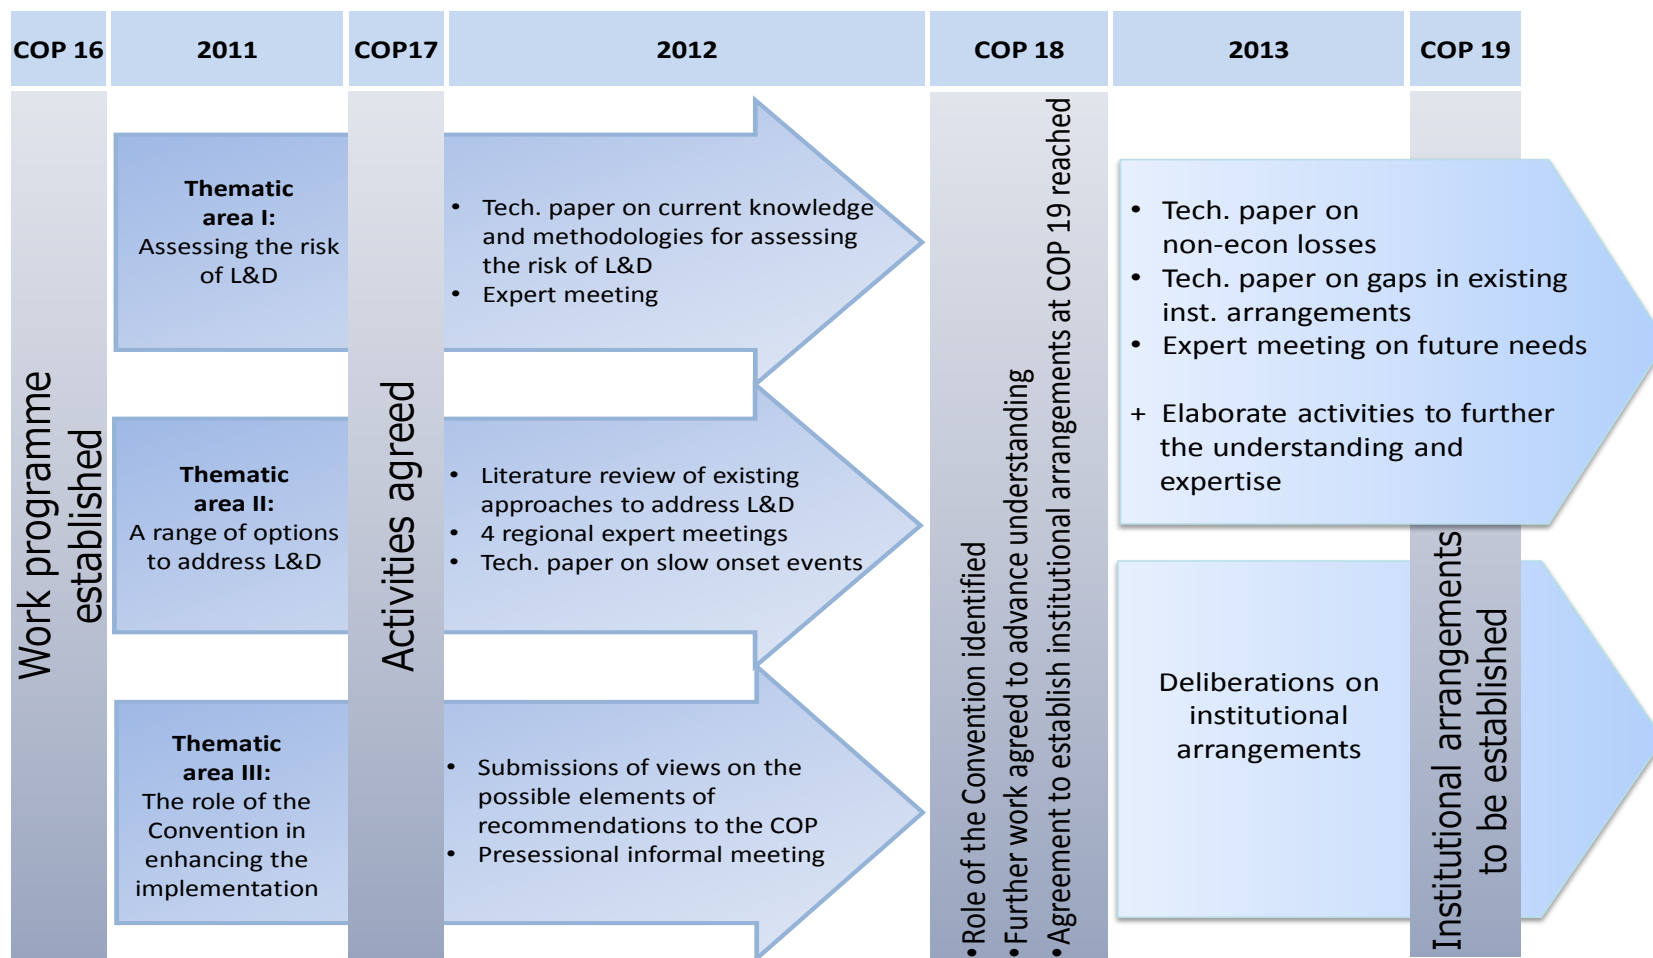 COP 16
2011
COP17
2012
COP 18
2013
COP 19
Work programme
established
Thematic
area I:
Assessing the risk
of L&D
Thematic
area II:
A range of options
to address L&D
Thematic
area III:
The role of the
Convention in
enhancing the
implementation
Activities agreed
• Tech. paper on current knowledge
and methodologies for assessing
the risk of L&D
• Expert meeting
• Literature review of existing
approaches to address L&D
• 4 regional expert meetings
• Tech. paper on slow onset events
• Submissions of views on the
possible elements of
recommendations to the COP
• Presessional informal meeting
• Role of the Convention identified
• Further work agreed to advance understanding
• Agreement to establish institutional arrangements at COP 19 reached
• Tech. paper on
non-econ losses
• Tech. paper on gaps in existing
inst. arrangements
• Expert meeting on future needs
+ Elaborate activities to further
the understanding and
expertise
Deliberations on
institutional
arrangements
Institutional arrangements
to be established